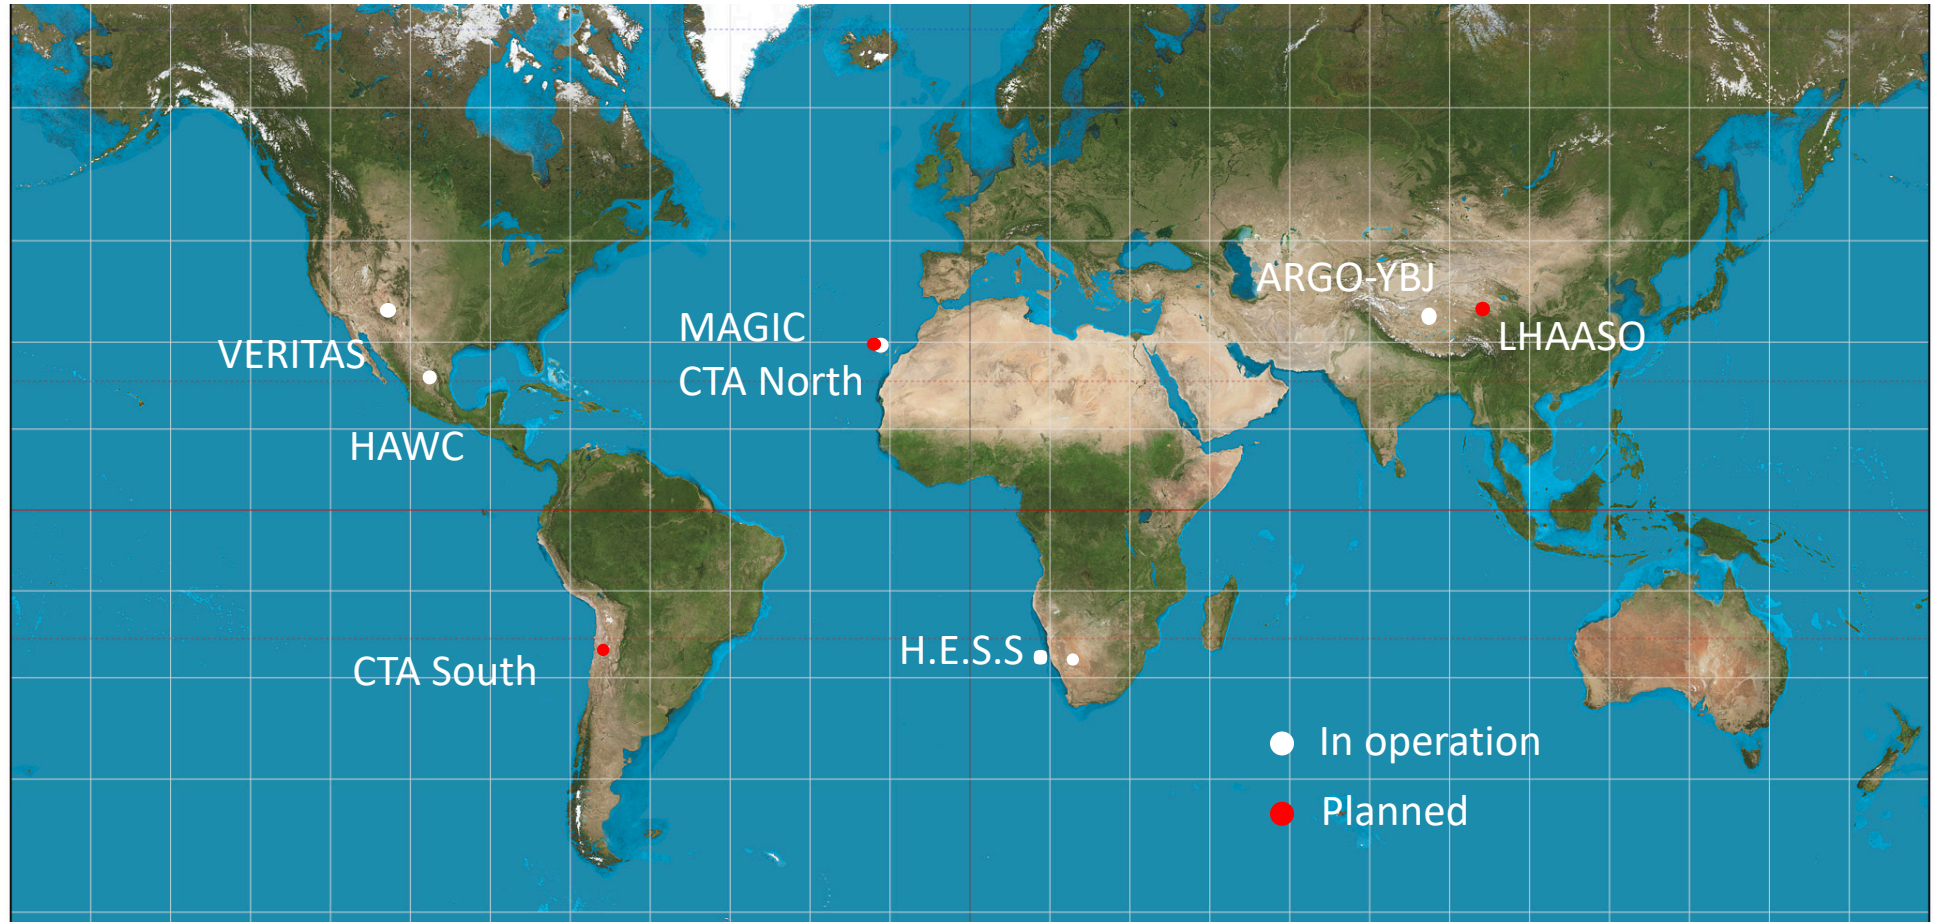 ARGO-YBJ
MAGIC
LHAASO
VERITAS
CTA North
HAWC
H.E.S.S
CTA South
In operation
Planned